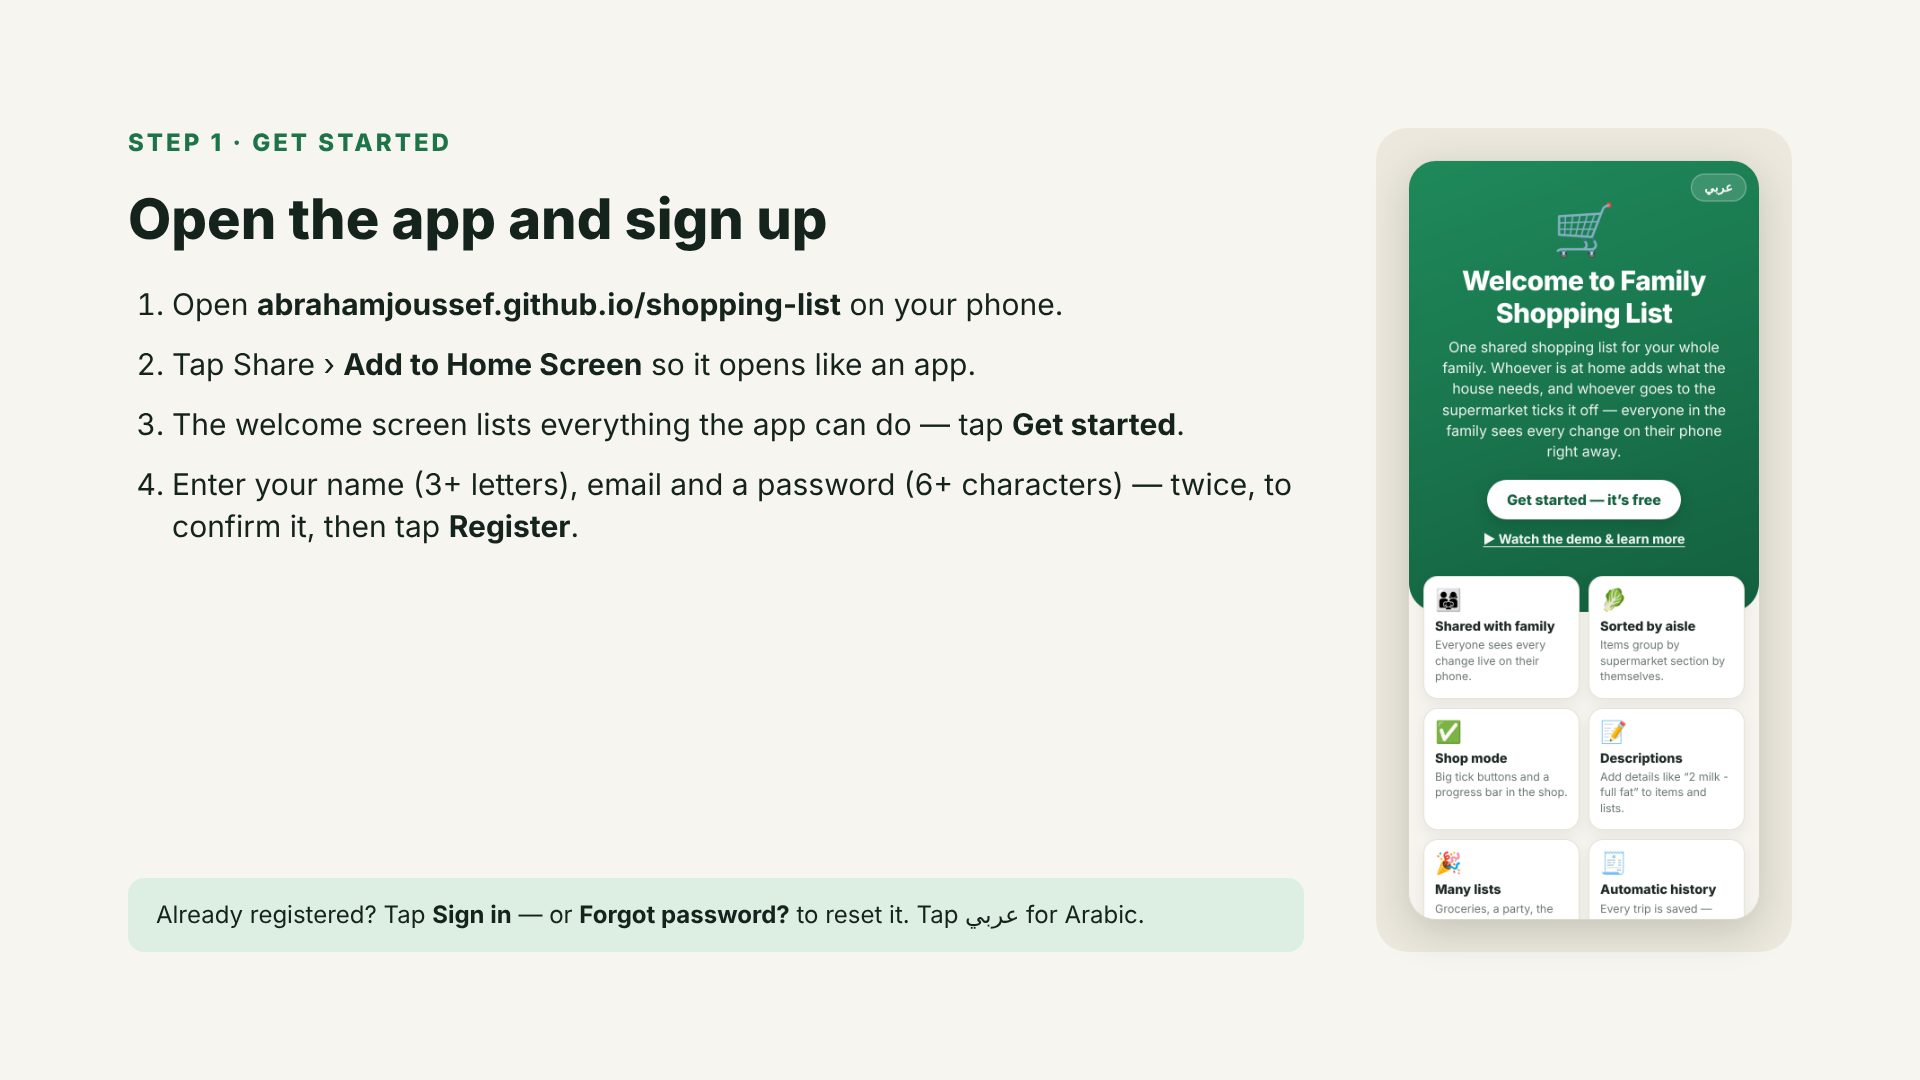 STEP 1 · GET STARTED
Open the app and sign up
1. Open abrahamjoussef.github.io/shopping-list on your phone.
2. Tap Share › Add to Home Screen so it opens like an app.
3. The welcome screen lists everything the app can do — tap Get started.
4. Enter your name (3+ letters), email and a password (6+ characters) — twice, to
confirm it, then tap Register.
Already registered? Tap Sign in — or Forgot password? to reset it. Tap عربي for Arabic.
عربي
Welcome to Family
Shopping List
One shared shopping list for your whole
family. Whoever is at home adds what the
house needs, and whoever goes to the
supermarket ticks it off — everyone in the
family sees every change on their phone
right away.
Get started — it’s free
▶ Watch the demo & learn more
Shared with family
Everyone sees every
change live on their
phone.
Sorted by aisle
Items group by
supermarket section by
themselves.
Shop mode
Big tick buttons and a
progress bar in the shop.
Descriptions
Add details like “2 milk -
full fat” to items and
lists.
Many lists
Groceries, a party, the
Automatic history
Every trip is saved —